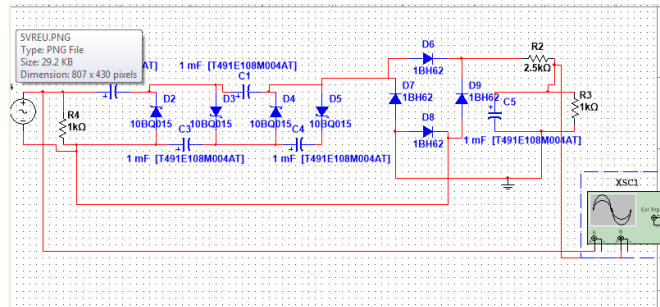 5VREU.PNG
Type: PNG File
Size: 29.2 KB
Dimension: 807 x 430 pixels
1 mF [T491E108M004AT]
C1
D6
1BH62
R2
2.5kΩ
D7
1BH62
D9
1BH62
D8
1BH62
C5
1 mF [T491E108M004AT]
R3
1kΩ
R4
1kΩ
D2
10BQ015
D3
10BQ015
D4
10BQ015
D5
10BQ015
C3
1 mF [T491E108M004AT]
C4
1 mF [T491E108M004AT]
XSC1
Ext Trig
A
B